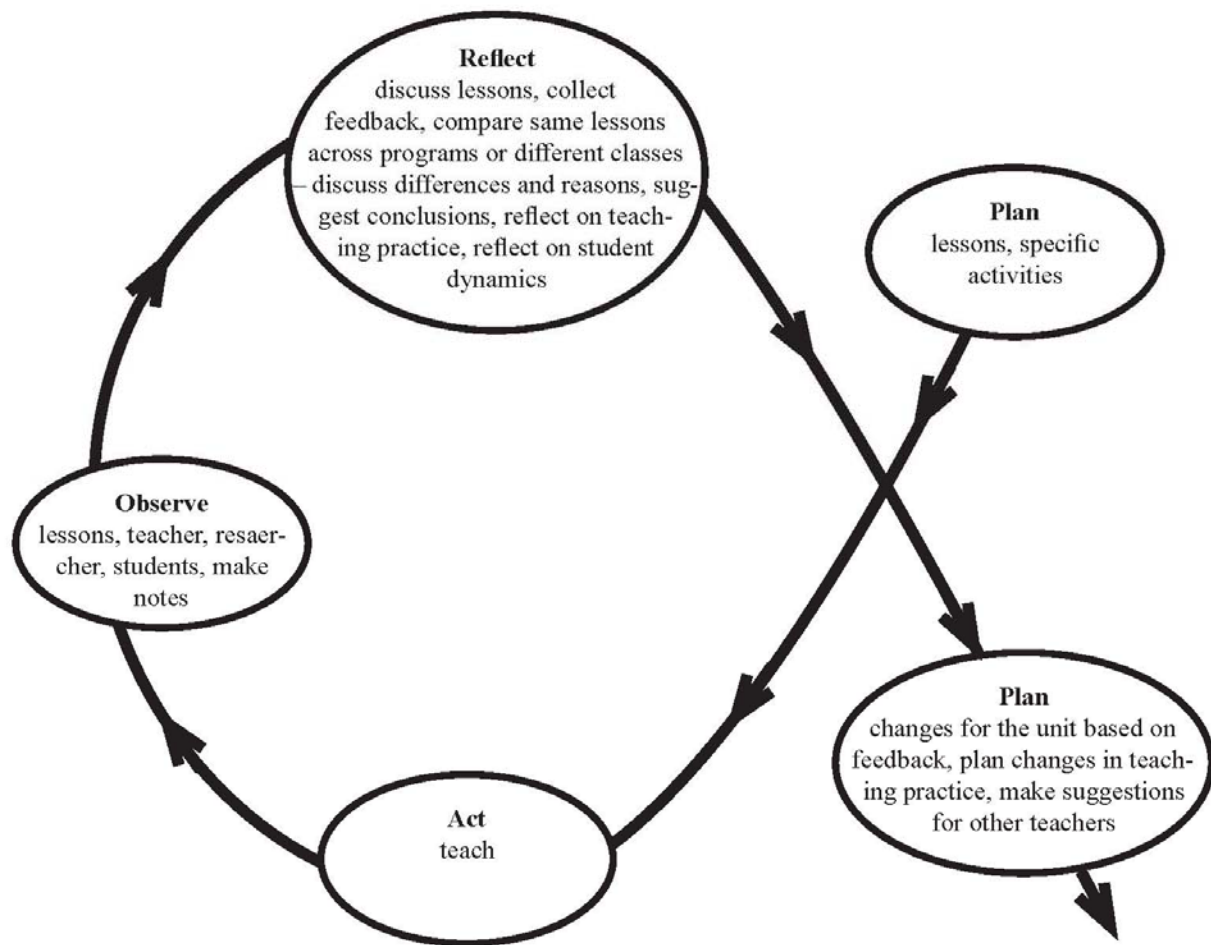 Reflect
discuss lessons, collect
feedback, compare same lessons
across programs or different classes
– discuss differences and reasons, sug-
gest conclusions, reflect on teach-
ing practice, reflect on student
dynamics
Plan
lessons, specific
activities
Observe
lessons, teacher, resaer-
cher, students, make
notes
Plan
changes for the unit based on
feedback, plan changes in teach-
ing practice, make suggestions
for other teachers
Act
teach